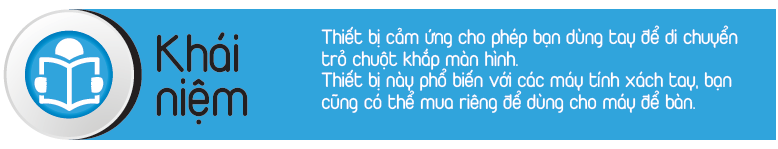 Khái
niệm
Thiết bị cảm ứng cho phép bạn dùng tay để di chuyển
trỏ chuột khắp màn hình.
Thiết bị này phổ biến với các máy tính xách tay, bạn
cũng có thể mua riêng để dùng cho máy để bàn.